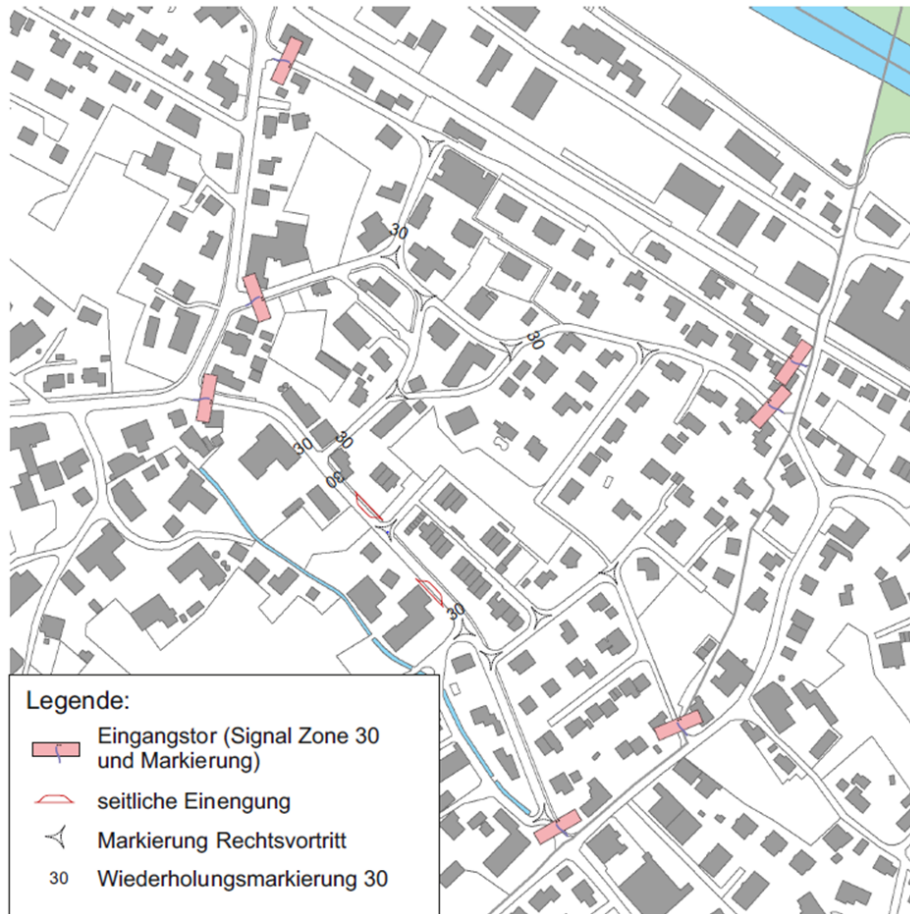 30
30
30
30
30
30
Legende:
Eingangstor (Signal Zone 30
und Markierung)
seitliche Einengung
Markierung Rechtsvortritt
30 Wiederholungsmarkierung 30